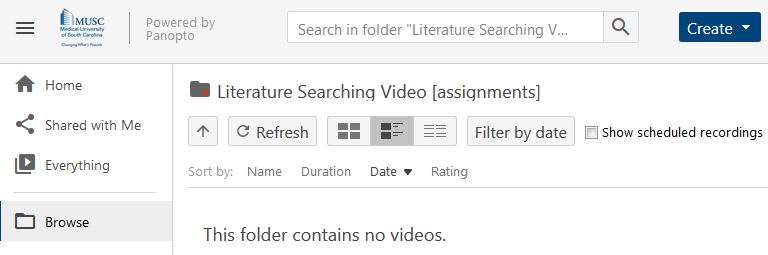 MUSC
Medical University
of South Carolina
Changing What's Possible
Powered by
Panopto
Search in folder "Literature Searching V...
Create
Home
Shared with Me
Everything
Browse
Literature Searching Video [assignments]
Refresh
Filter by date
Show scheduled recordings
Sort by: Name Duration Date Rating
This folder contains no videos.